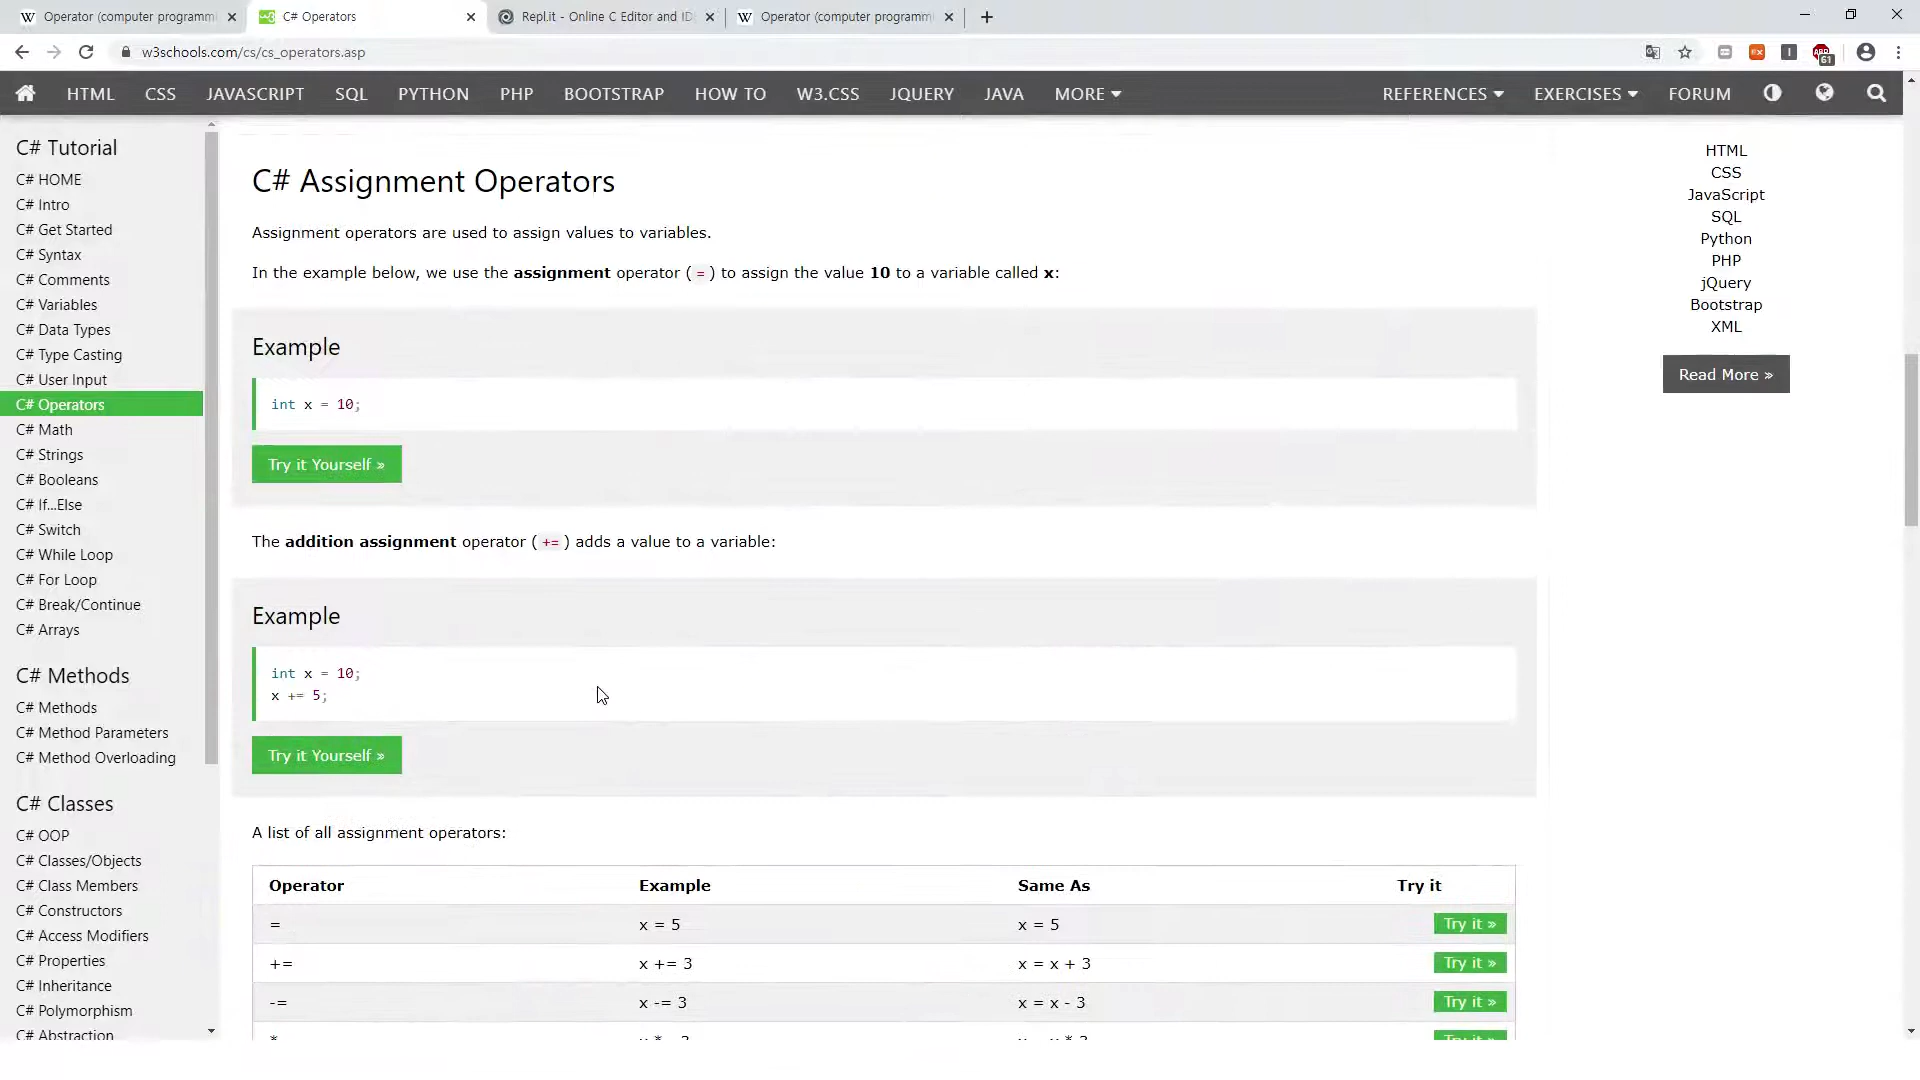 Operator (computer programm
C# Operators
Repl.it - Online C Editor and ID
Operator (computer programm
w3schools.com/cs/cs_operators.asp
61
HTML CSS JAVASCRIPT SQL PYTHON PHP BOOTSTRAP HOW TO W3.CSS JQUERY JAVA MORE REFERENCES EXERCISES FORUM
C# Tutorial
C# HOME
C# Intro
C# Get Started
C# Syntax
C# Comments
C# Variables
C# Data Types
C# Type Casting
C# User Input
C# Operators
C# Math
C# Strings
C# Booleans
C# If...Else
C# Switch
C# While Loop
C# For Loop
C# Break/Continue
C# Arrays
C# Methods
C# Methods
C# Method Parameters
C# Method Overloading
C# Classes
C# OOP
C# Classes/Objects
C# Class Members
C# Constructors
C# Access Modifiers
C# Properties
C# Inheritance
C# Polymorphism
C# Abstraction
C# Assignment Operators
Assignment operators are used to assign values to variables.
In the example below, we use the assignment operator ( = ) to assign the value 10 to a variable called x:
Example
int x = 10;
Try it Yourself »
The addition assignment operator ( += ) adds a value to a variable:
Example
int x = 10;
x += 5;
Try it Yourself »
A list of all assignment operators:
Operator Example Same As Try it
= x = 5 x = 5 Try it »
+= x += 3 x = x + 3 Try it »
-= x -= 3 x = x - 3 Try it »
HTML
CSS
JavaScript
SQL
Python
PHP
jQuery
Bootstrap
XML
Read More »